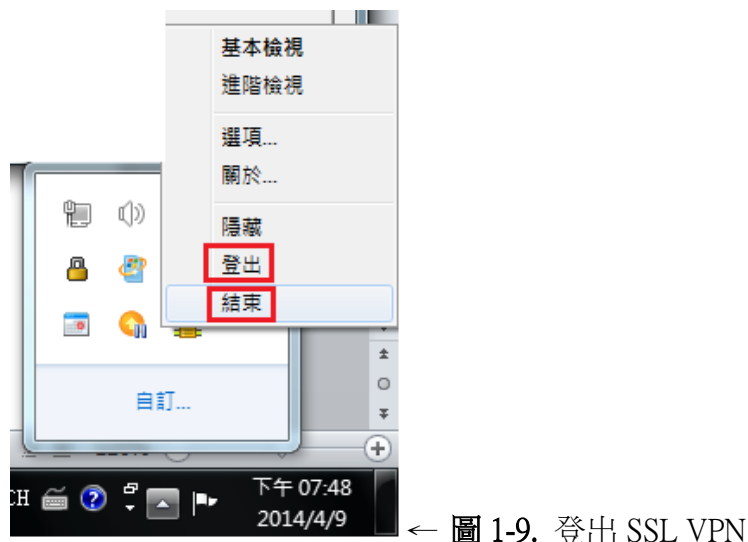 基本檢視
進階檢視
選項...
關於...
隱藏
登出
結束
自訂...
CH
下午 07:48
2014/4/9
← 圖 1-9. 登出 SSL VPN